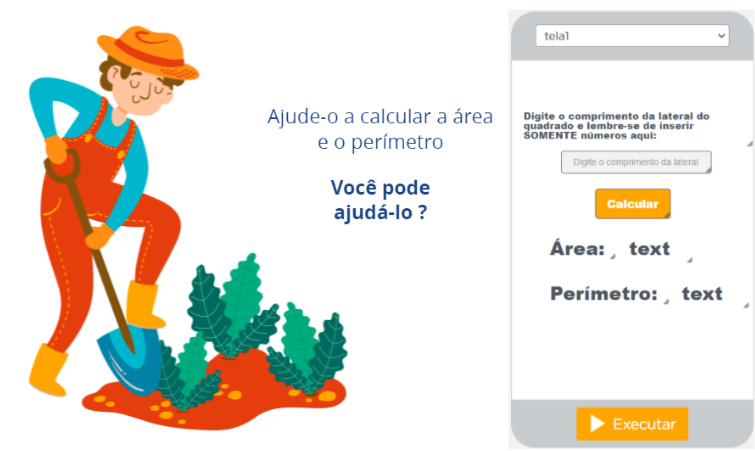 Ajude-o a calcular a área
e o perímetro
Você pode
ajudá-lo ?
tela1
Digite o comprimento da lateral do
quadrado e lembre-se de inserir
SOMENTE números aqui:
Digite o comprimento da lateral
Calcular
Área: text
Perímetro: text
Executar